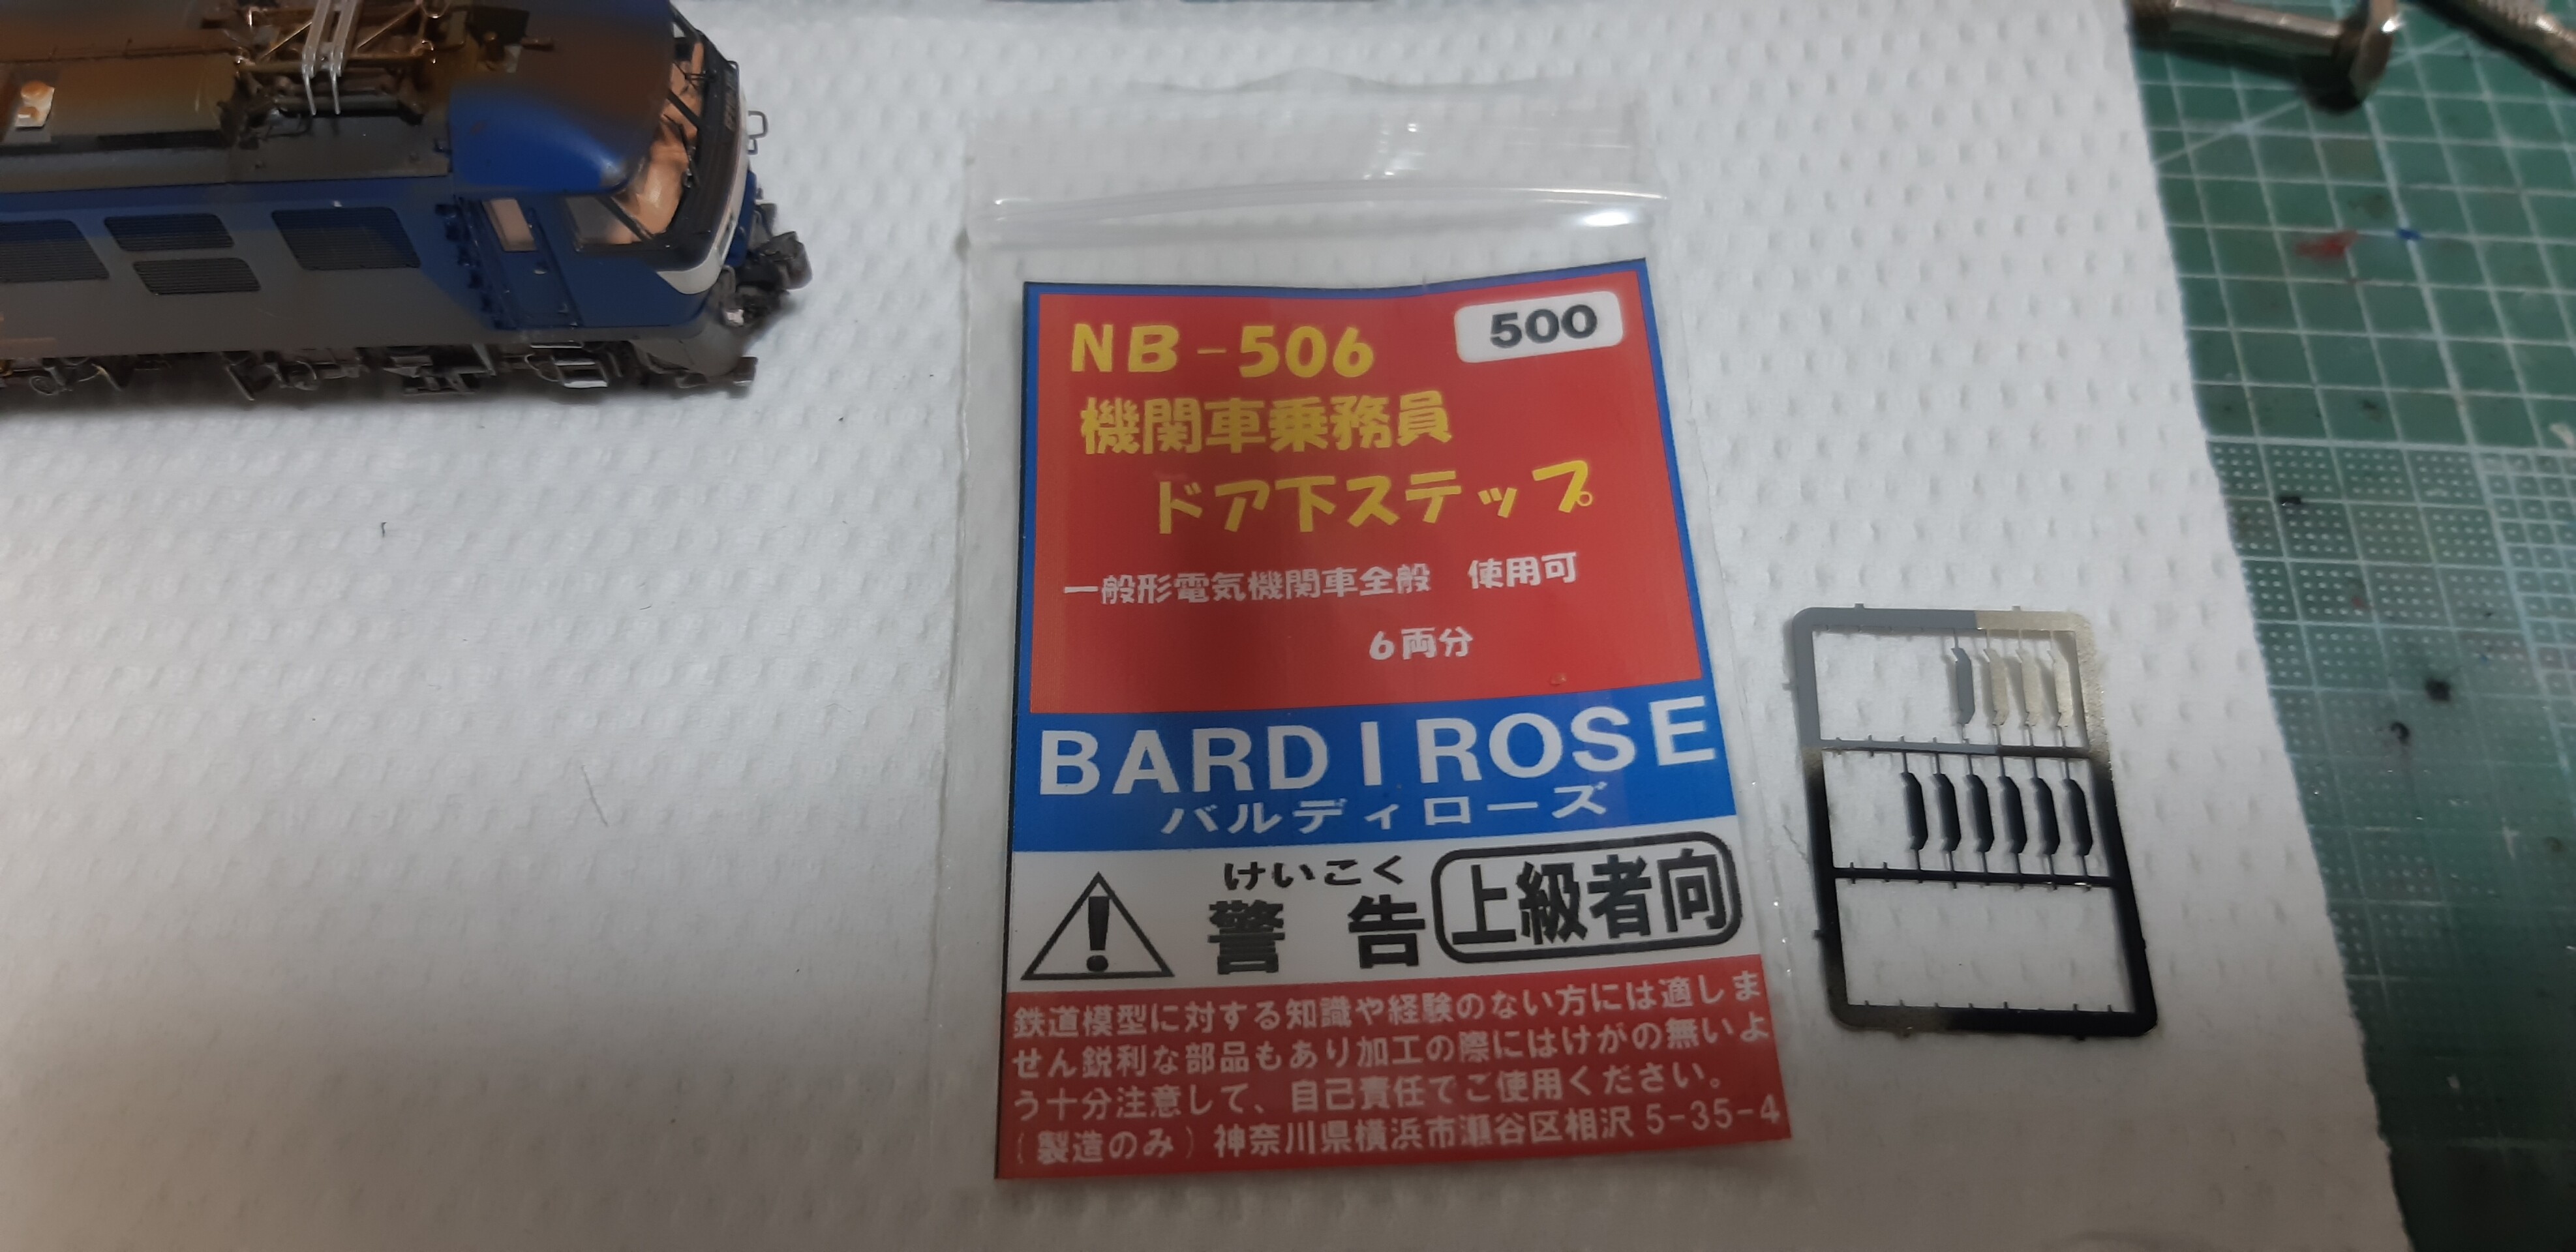 NB-506
500
機関車乗務員
ドア下ステップ
一般形電気機関車全般　使用可
6両分
BARDIROSE
バルディローズ
けいこく
警　告
上級者向
鉄道模型に対する知識や経験のない方には適しま
せん鋭利な部品もあり加工の際にはけがの無いよ
う十分注意して、自己責任でご使用ください。
（製造のみ）神奈川県横浜市瀬谷区相沢 5-35-4